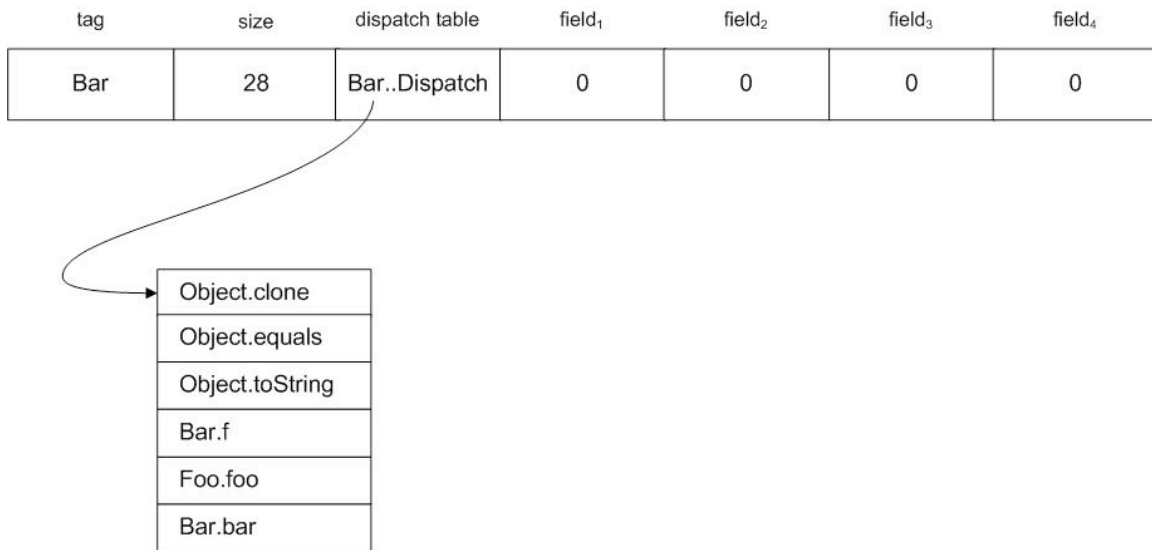 tag size dispatch table field₁ field₂ field₃ field₄
Bar 28 Bar..Dispatch 0 0 0 0
Object.clone
Object.equals
Object.toString
Bar.f
Foo.foo
Bar.bar